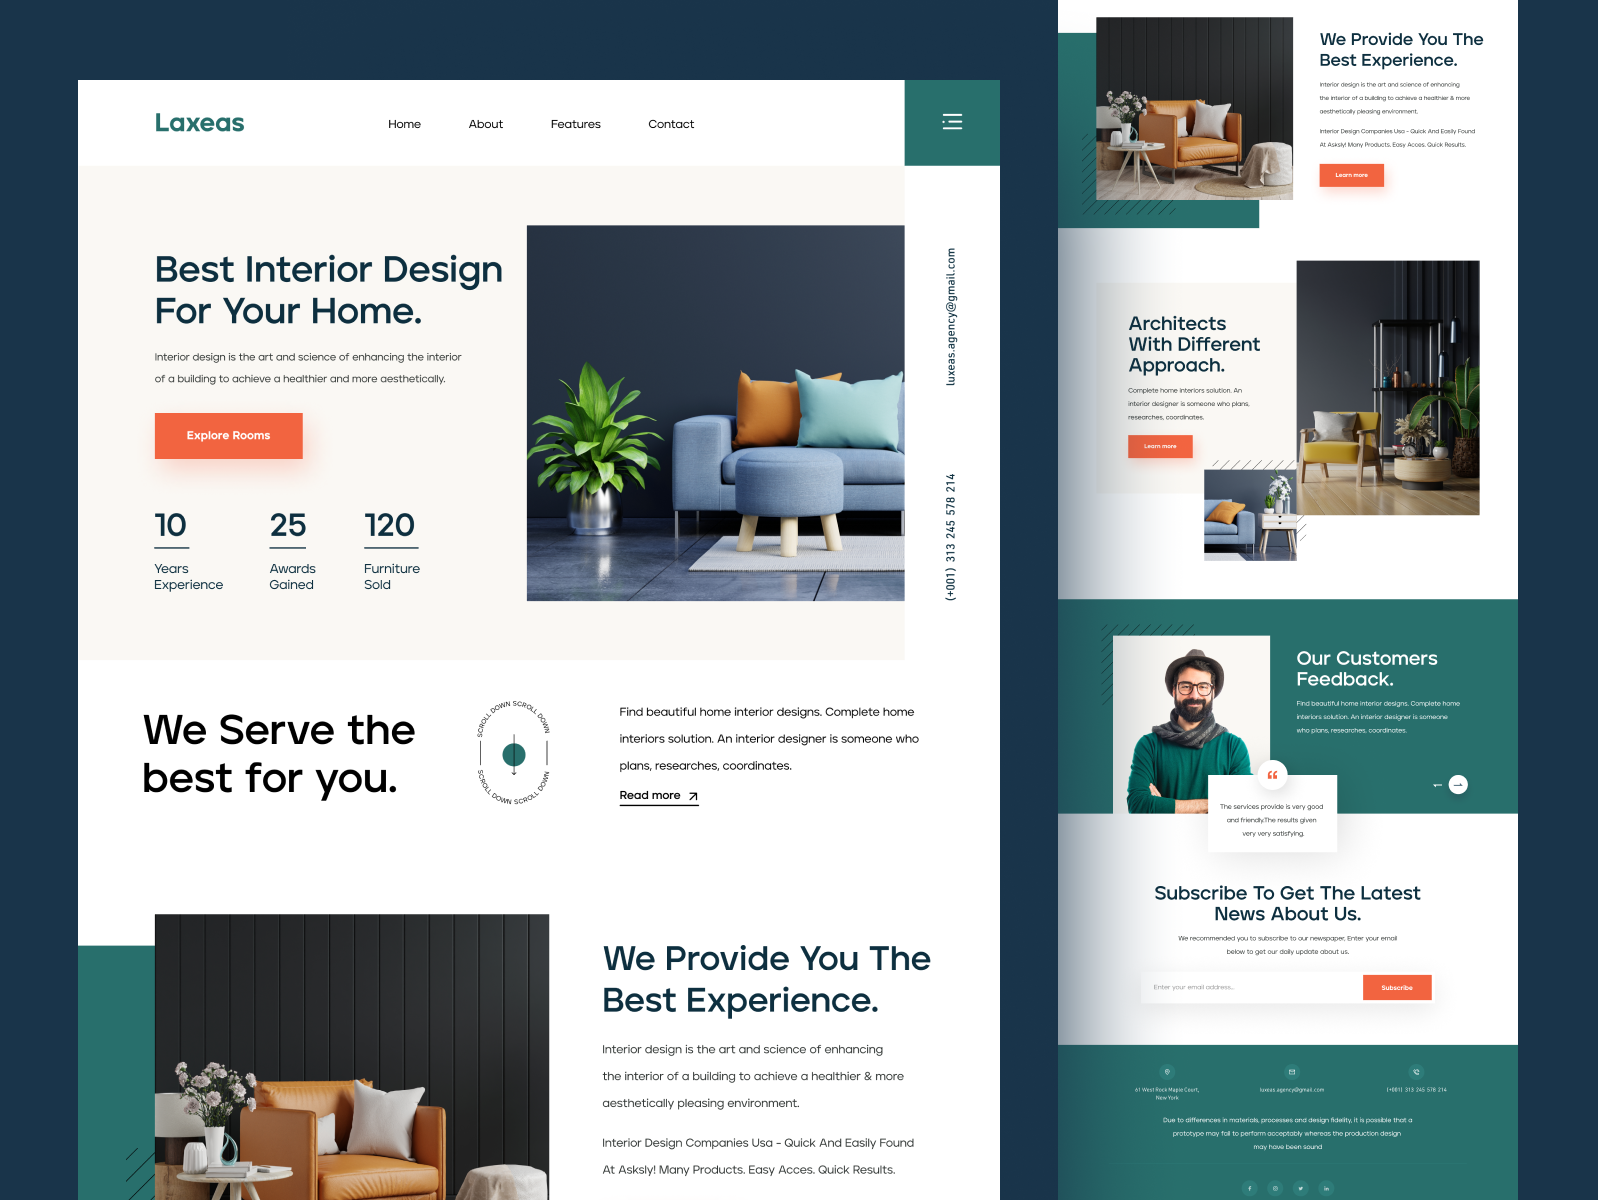 Laxeas
Home
About
Features
Contact
Best Interior Design
For Your Home.
Interior design is the art and science of enhancing the interior
of a building to achieve a healthier and more aesthetically.
Explore Rooms
10
Years
Experience
25
Awards
Gained
120
Furniture
Sold
luxeas.agency@gmail.com
(+001) 313 245 578 214
We Serve the
best for you.
SCROLL DOWN SCROLL DOWN
SCROLL DOWN SCROLL DOWN
Find beautiful home interior designs. Complete home
interiors solution. An interior designer is someone who
plans, researches, coordinates.
Read more
We Provide You The
Best Experience.
Interior design is the art and science of enhancing
the interior of a building to achieve a healthier & more
aesthetically pleasing environment.
Interior Design Companies Usa - Quick And Easily Found
At Asksly! Many Products. Easy Acces. Quick Results.
We Provide You The
Best Experience.
Interior design is the art and science of enhancing
the interior of a building to achieve a healthier & more
aesthetically pleasing environment.
Interior Design Companies Usa - Quick And Easily Found
At Asksly! Many Products. Easy Acces. Quick Results.
Learn more
Architects
With Different
Approach.
Complete home interiors solution. An
interior designer is someone who plans,
researches, coordinates.
Learn more
Our Customers
Feedback.
Find beautiful home interior designs. Complete home
interiors solution. An interior designer is someone
who plans, researches, coordinates.
The services provide is very good
and friendly.The results given
very very satisfying.
Subscribe To Get The Latest
News About Us.
We recommended you to subscribe to our newspaper, Enter your email
below to get our daily update about us.
Enter your email address...
Subscribe
61 West Rock Maple Court,
New York
luxeas.agency@gmail.com
(+001) 313 245 578 214
Due to differences in materials, processes and design fidelity, it is possible that a
prototype may fail to perform acceptably whereas the production design
may have been sound